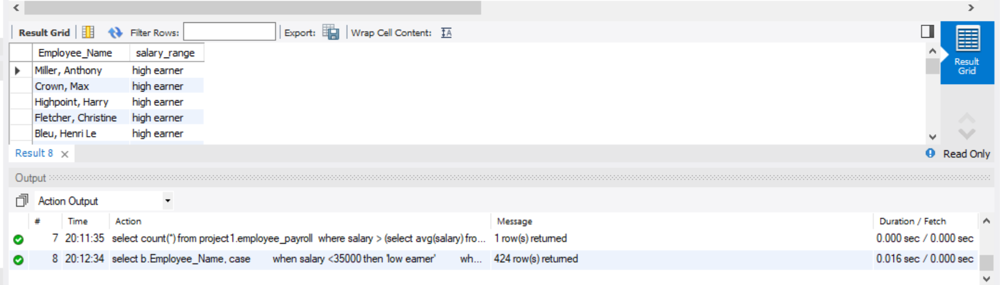 Result Grid Filter Rows: Export: Wrap Cell Content:
Employee_Name salary_range
Miller, Anthony high earner
Crown, Max high earner
Highpoint, Harry high earner
Fletcher, Christine high earner
Bleu, Henri Le high earner
Result
Grid
Result 8
Read Only
Output
Action Output
# Time Action Message Duration / Fetch
7 20:11:35 select count(*) from project1.employee_payroll where salary > (select avg(salary) fro... 1 row(s) returned 0.000 sec / 0.000 sec
8 20:12:34 select b.Employee_Name, case when salary <35000 then 'low earner' wh... 424 row(s) returned 0.016 sec / 0.000 sec